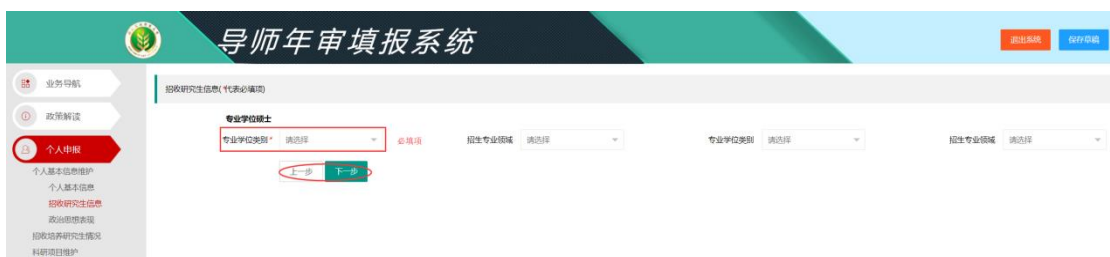 导师年审填报系统
退出系统 保存草稿
业务导航
政策解读
个人申报
个人基本信息维护
个人基本信息
招收研究生信息
政治思想表现
招收培养研究生情况
科研项目维护
招收研究生信息( *代表必填项)
专业学位硕士
专业学位类别* 请选择 必填项 招生专业领域 请选择 专业学位类别 请选择 招生专业领域 请选择
上一步 下一步